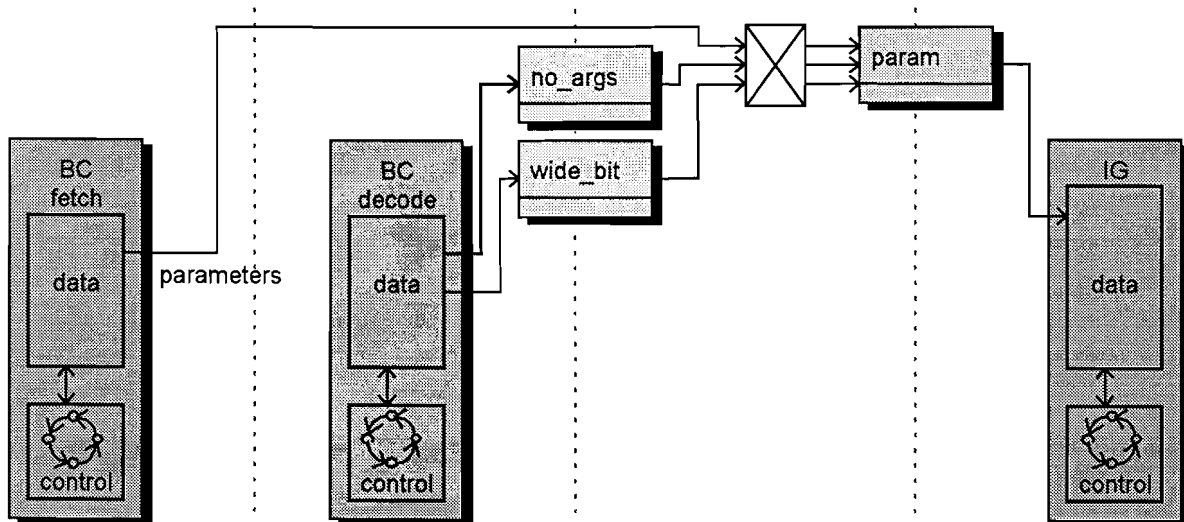 no_args
param
BC
fetch
data
parameters
control
BC
decode
data
control
wide_bit
IG
data
control